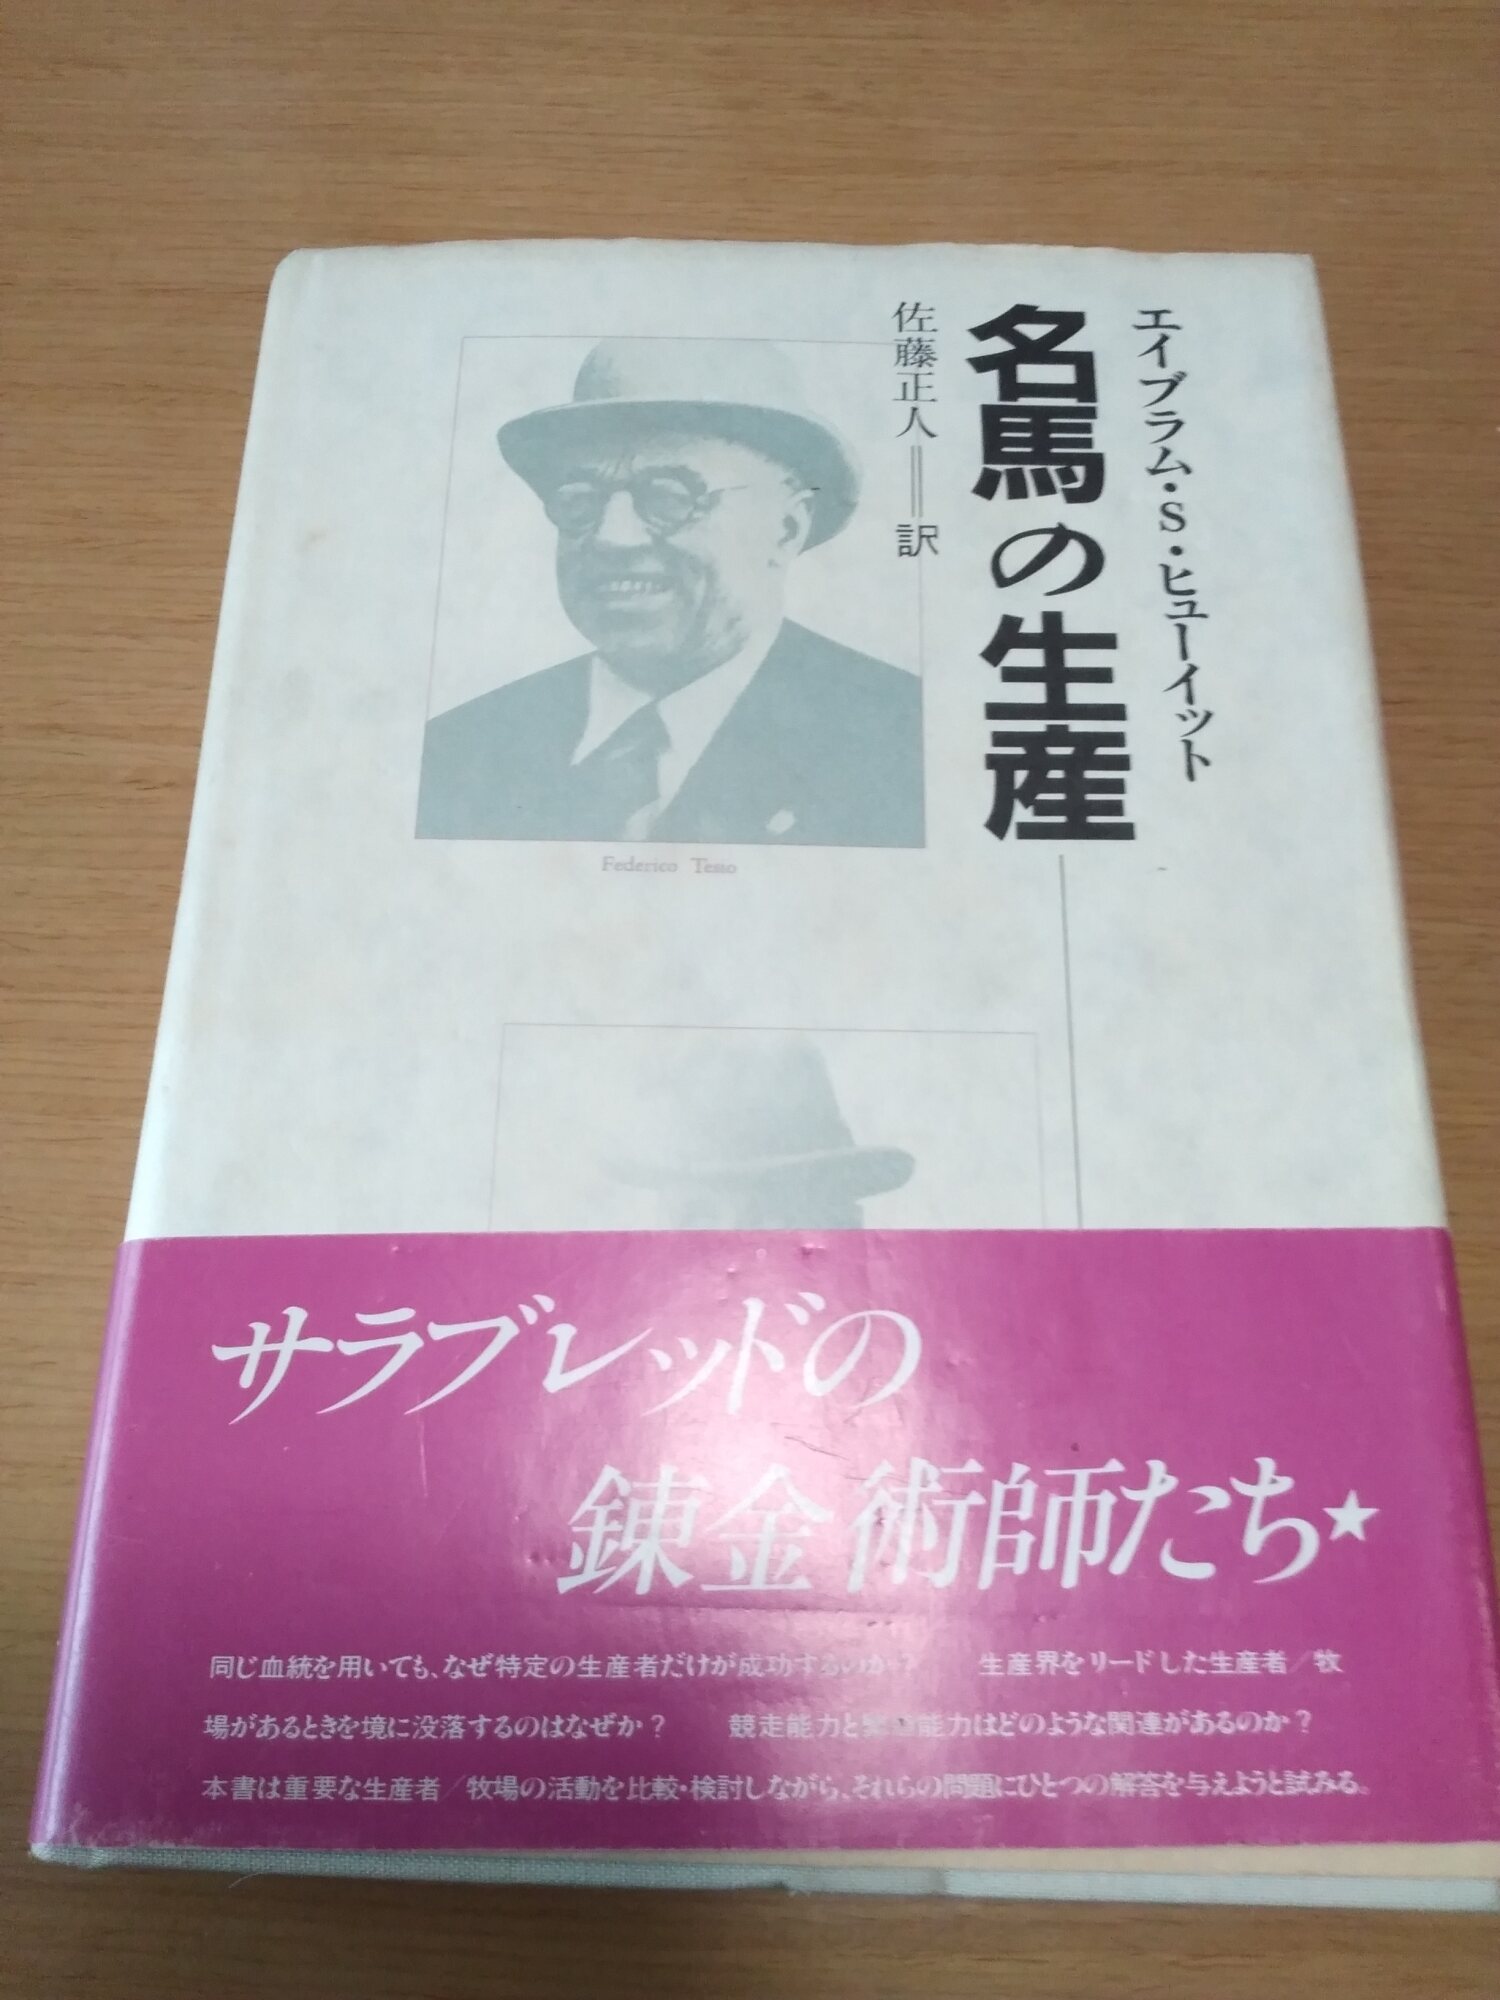 エイブラム・S・ヒューイット
名馬の生産
佐藤正人＝訳
Federico Tesio
サラブレッドの
錬金術師たち★
同じ血統を用いても、なぜ特定の生産者だけが成功するのか？　生産界をリードした生産者／牧
場があるときを境に没落するのはなぜか？　競走能力と繁殖能力はどのような関連があるのか？
本書は重要な生産者／牧場の活動を比較・検討しながら、それらの問題にひとつの解答を与えようと試みる。